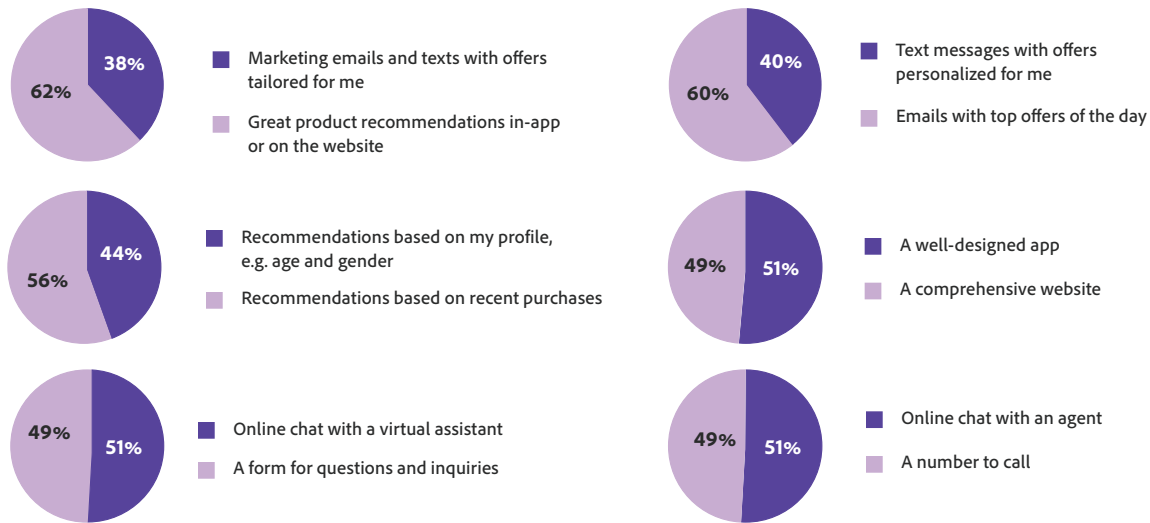 38%
62%
Marketing emails and texts with offers
tailored for me
Great product recommendations in-app
or on the website
40%
60%
Text messages with offers
personalized for me
Emails with top offers of the day
44%
56%
Recommendations based on my profile,
e.g. age and gender
Recommendations based on recent purchases
49%
51%
A well-designed app
A comprehensive website
49%
51%
Online chat with a virtual assistant
A form for questions and inquiries
49%
51%
Online chat with an agent
A number to call